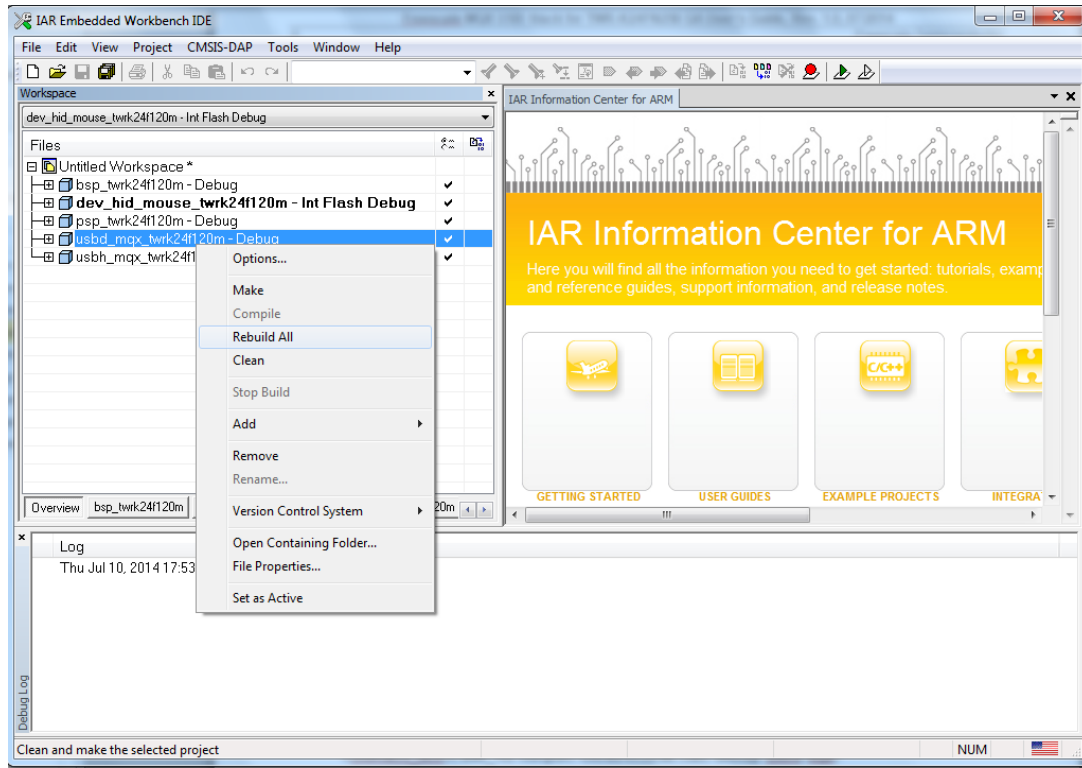 IAR Embedded Workbench IDE
File Edit View Project CMSIS-DAP Tools Window Help
Workspace
dev_hid_mouse_twrk24f120m - Int Flash Debug
Files
Untitled Workspace *
bsp_twrk24f120m - Debug
dev_hid_mouse_twrk24f120m - Int Flash Debug
psp_twrk24f120m - Debug
usbd_mqx_twrk24f120m - Debug
usbh_mqx_twrk24f1
Options...
Make
Compile
Rebuild All
Clean
Stop Build
Add
Remove
Rename...
Version Control System
Open Containing Folder...
File Properties...
Set as Active
Overview bsp_twrk24f120m 20m
IAR Information Center for ARM
IAR Information Center for ARM
Here you will find all the information you need to get started: tutorials, examp
and reference guides, support information, and release notes.
C/C++
GETTING STARTED USER GUIDES EXAMPLE PROJECTS INTEGRA
Log
Thu Jul 10, 2014 17:53
Debug Log
Clean and make the selected project NUM